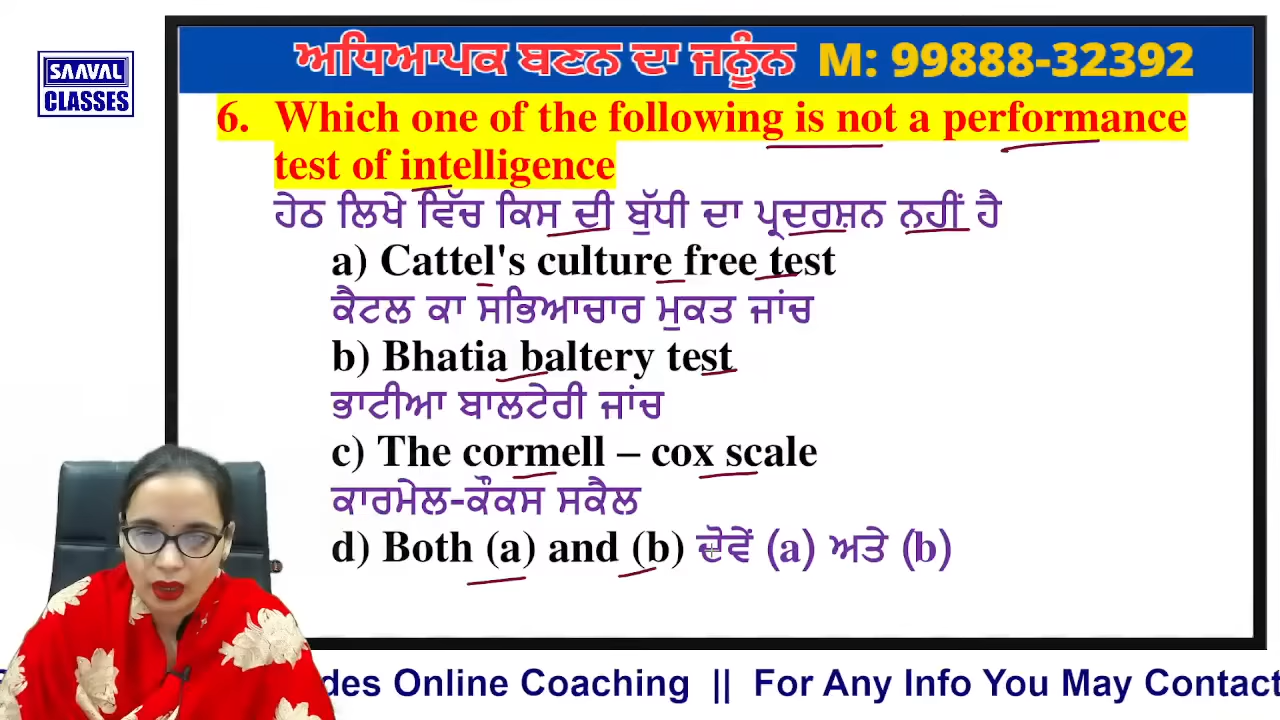 SAAVAL
CLASSES
ਅਧਿਆਪਕ ਬਣਨ ਦਾ ਜਨੂੰਨ M: 99888-32392
6. Which one of the following is not a performance
test of intelligence
ਹੇਠ ਲਿਖੇ ਵਿੱਚ ਕਿਸ ਦੀ ਬੁੱਧੀ ਦਾ ਪ੍ਰਦਰਸ਼ਨ ਨਹੀਂ ਹੈ
a) Cattel's culture free test
ਕੈਟਲ ਕਾ ਸਭਿਆਚਾਰ ਮੁਕਤ ਜਾਂਚ
b) Bhatia baltery test
ਭਾਟੀਆ ਬਾਲਟੇਰੀ ਜਾਂਚ
c) The cormell – cox scale
ਕਾਰਮੇਲ-ਕੌਕਸ ਸਕੈਲ
d) Both (a) and (b) ਦੋਵੇਂ (a) ਅਤੇ (b)
Online Coaching || For Any Info You May Contact